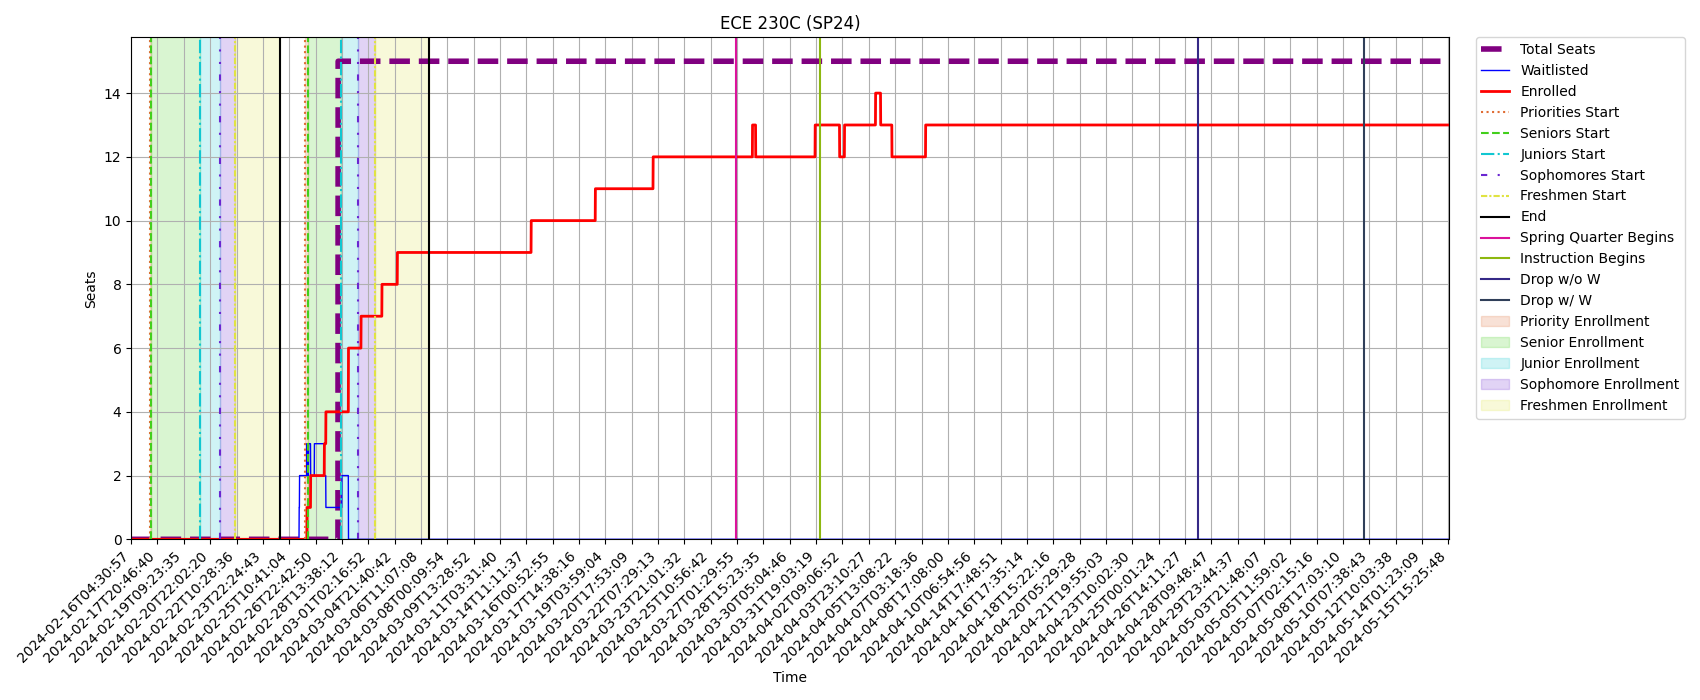 ECE 230C (SP24)
Seats
14
12
10
8
6
4
2
0
2024-02-16T04:30:57
2024-02-17T20:46:40
2024-02-19T09:23:35
2024-02-20T22:02:20
2024-02-22T10:28:36
2024-02-23T22:24:43
2024-02-25T10:41:04
2024-02-26T22:42:50
2024-02-28T13:38:12
2024-03-01T02:16:52
2024-03-04T21:40:42
2024-03-06T11:07:08
2024-03-08T00:09:54
2024-03-09T13:28:52
2024-03-11T03:31:40
2024-03-14T11:11:37
2024-03-16T00:52:55
2024-03-17T14:38:16
2024-03-19T03:59:04
2024-03-20T17:53:09
2024-03-22T07:29:13
2024-03-23T21:01:32
2024-03-25T10:56:42
2024-03-27T01:29:55
2024-03-28T15:23:35
2024-03-30T05:04:46
2024-03-31T19:03:19
2024-04-02T09:06:52
2024-04-03T23:10:27
2024-04-05T13:08:22
2024-04-07T03:18:36
2024-04-08T17:08:00
2024-04-10T06:54:56
2024-04-14T17:48:51
2024-04-16T17:35:14
2024-04-18T15:22:16
2024-04-20T05:29:28
2024-04-21T19:55:03
2024-04-23T10:02:30
2024-04-25T00:01:24
2024-04-26T14:11:27
2024-04-28T09:48:47
2024-04-29T23:44:37
2024-05-03T21:48:07
2024-05-05T11:59:02
2024-05-07T02:15:16
2024-05-08T17:03:10
2024-05-10T07:38:43
2024-05-12T10:03:38
2024-05-14T01:23:09
2024-05-15T15:25:48
Time
Total Seats
Waitlisted
Enrolled
Priorities Start
Seniors Start
Juniors Start
Sophomores Start
Freshmen Start
End
Spring Quarter Begins
Instruction Begins
Drop w/o W
Drop w/ W
Priority Enrollment
Senior Enrollment
Junior Enrollment
Sophomore Enrollment
Freshmen Enrollment